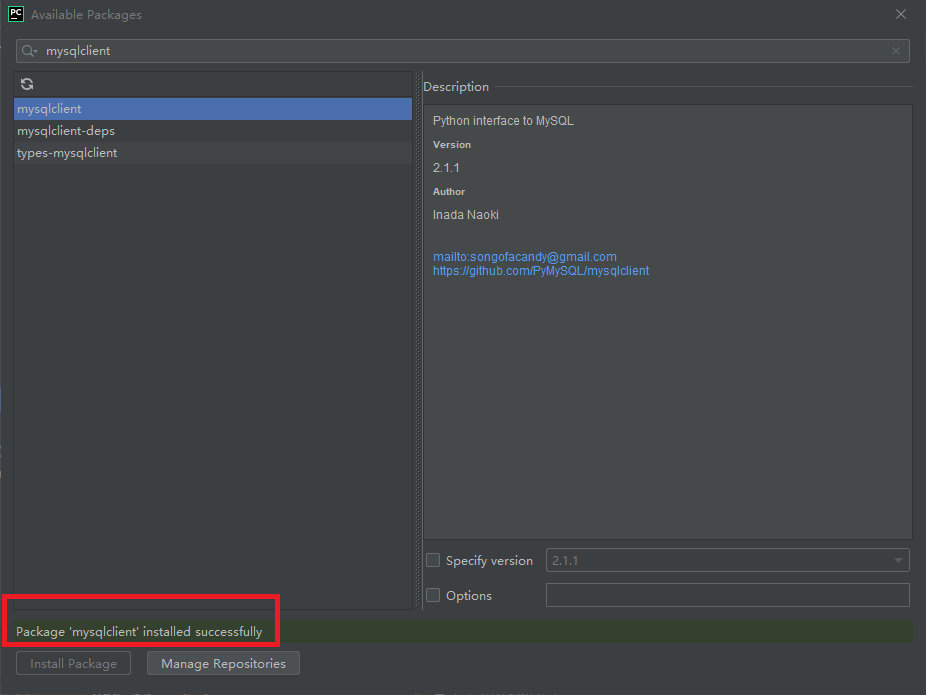 PC
Available Packages
mysqlclient
mysqlclient
mysqlclient-deps
types-mysqlclient
Description
Python interface to MySQL
Version
2.1.1
Author
Inada Naoki
mailto:songofacandy@gmail.com
https://github.com/PyMySQL/mysqlclient
Specify version
2.1.1
Options
Package 'mysqlclient' installed successfully
Install Package
Manage Repositories